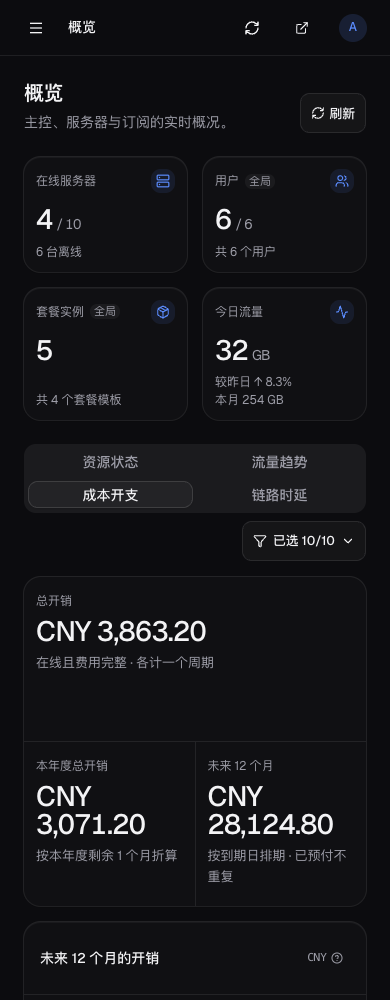 概览
A
概览
主控、服务器与订阅的实时概况。
刷新
在线服务器
4 / 10
6 台离线
用户 全局
6 / 6
共 6 个用户
套餐实例 全局
5
共 4 个套餐模板
今日流量
32 GB
较昨日 ↑ 8.3%
本月 254 GB
资源状态
流量趋势
成本开支
链路时延
已选 10/10
总开销
CNY 3,863.20
在线且费用完整 · 各计一个周期
本年度总开销
CNY
3,071.20
按本年度剩余 1 个月折算
未来 12 个月
CNY
28,124.80
按到期日排期 · 已预付不
重复
未来 12 个月的开销
CNY